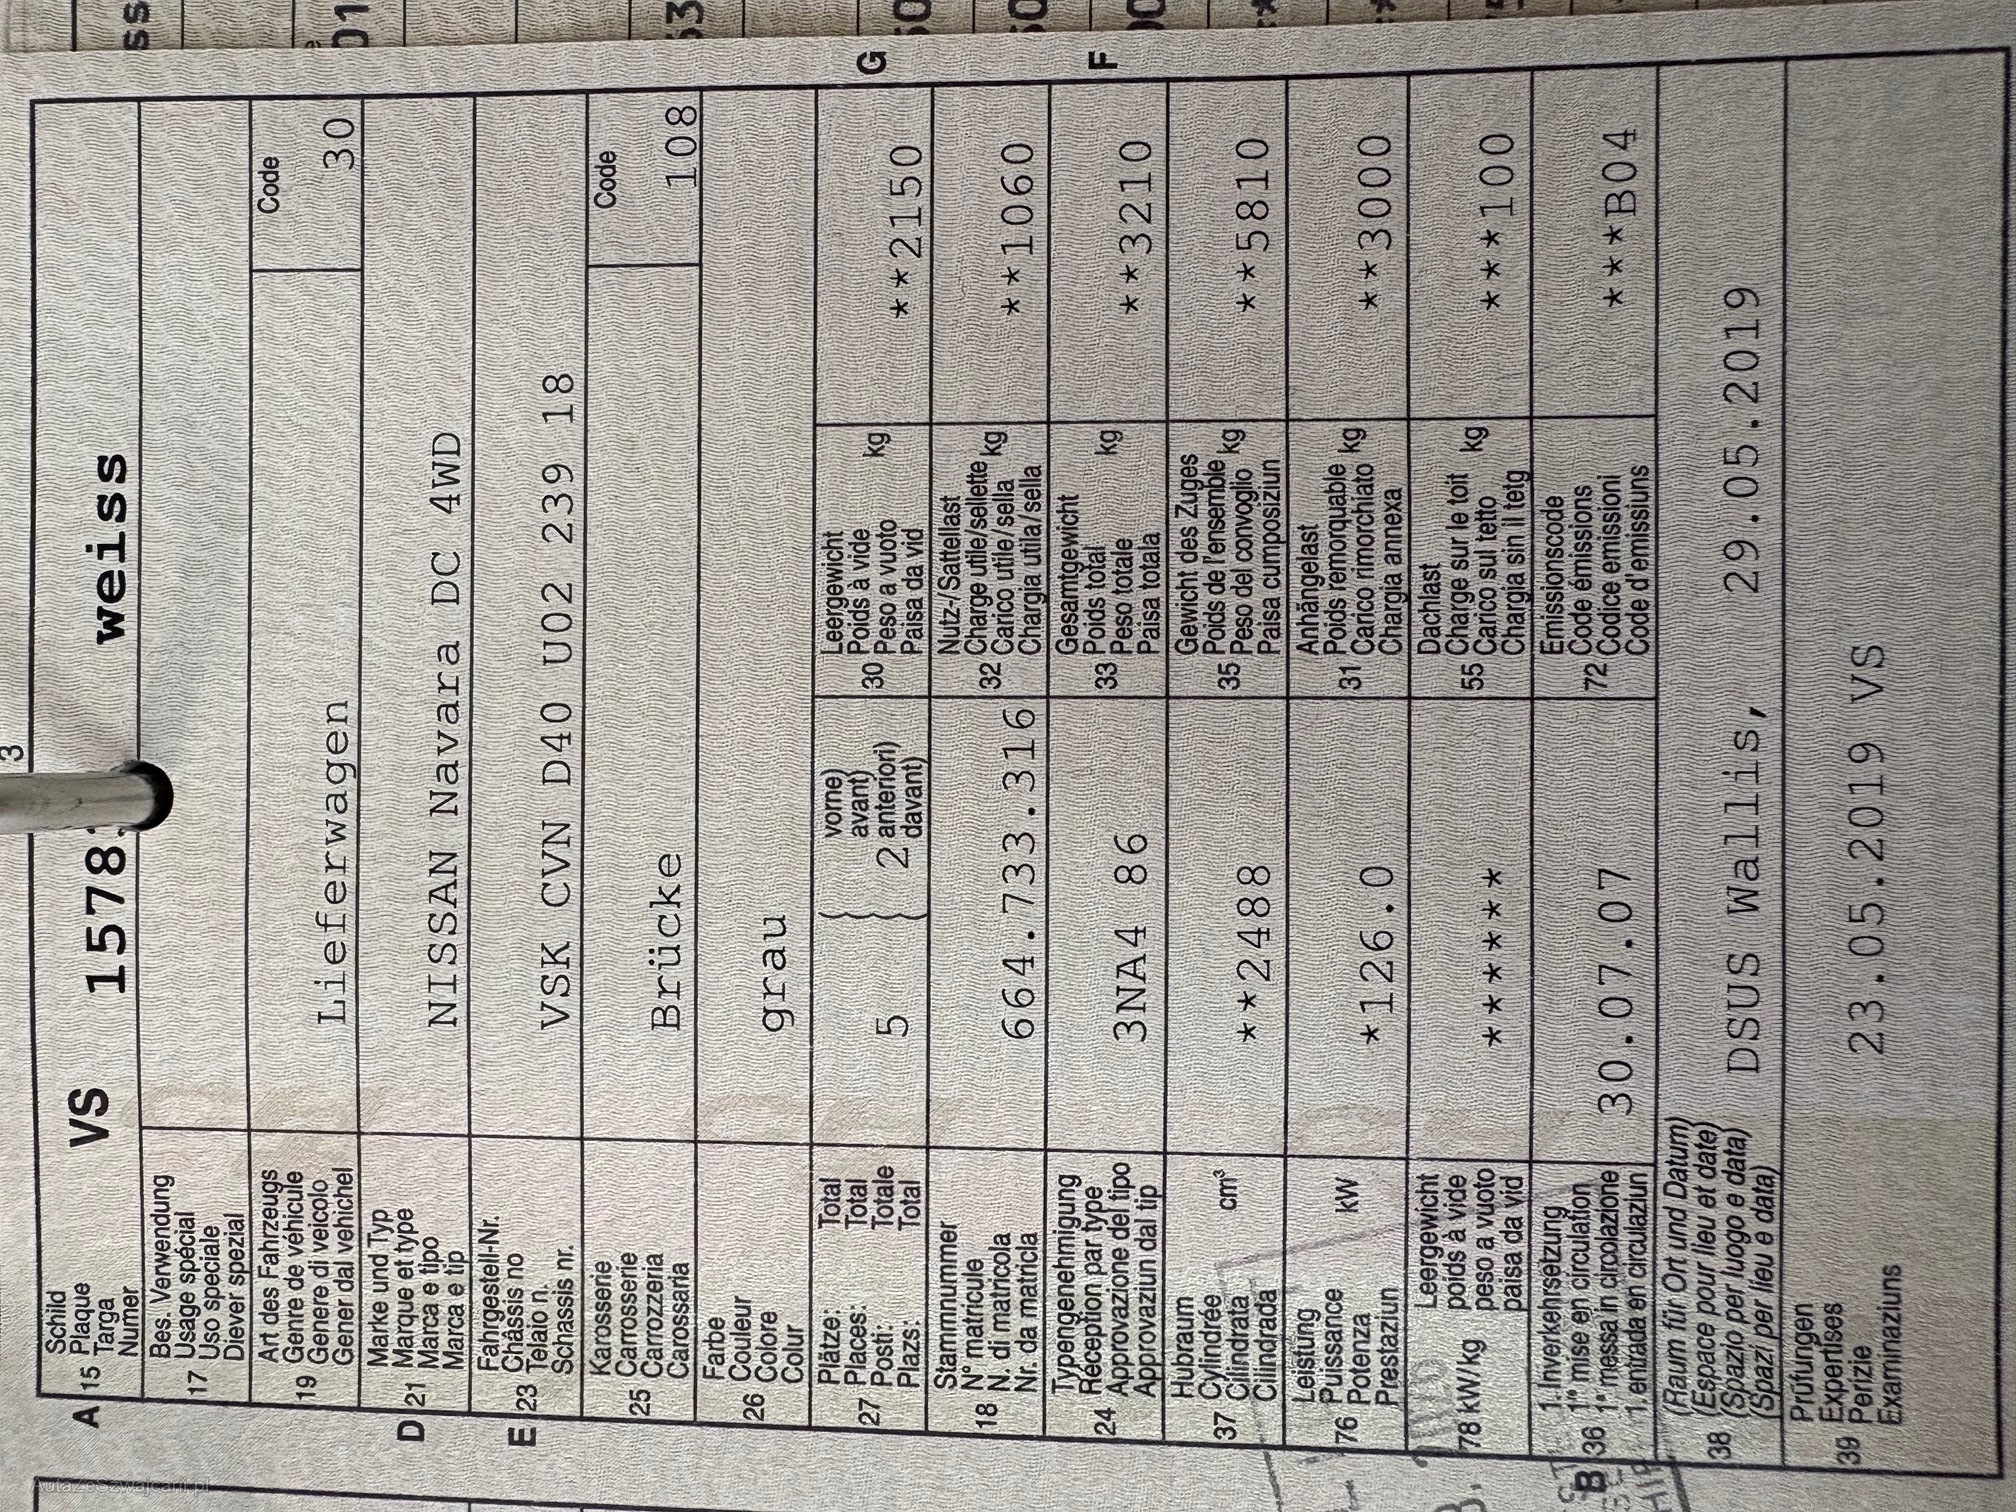 3
A 15 Schild
Plaque
Targa
Numer
VS 1578
weiss
17 Bes. Verwendung
Usage spécial
Uso speciale
Diever spezial
19 Art des Fahrzeugs
Genre de véhicule
Genere di veicolo
Gener dal vehichel
Lieferwagen
Code
30
D 21 Marke und Typ
Marque et type
Marca e tipo
Marca e tip
NISSAN Navara DC 4WD
E 23 Fahrgestell-Nr.
Châssis no
Telaio n.
Schassis nr.
VSK CVN D40 U02 239 18
25 Karosserie
Carrosserie
Carrozzeria
Carossaria
Brücke
Code
108
26 Farbe
Couleur
Colore
Colur
grau
27 Plätze: Total
Places: Total
Posti: Totale
Plazs: Total
5
2
vorne)
avant)
anteriori)
davant)
30 Leergewicht
Poids à vide
Peso a vuoto
Paisa da vid
kg
**2150
G
18 Stammnummer
N° matricule
N. di matricola
Nr. da matricla
664.733.316
32 Nutz-/Sattellast
Charge utile/sellette
Carico utile/sella
Chargia utila/sella
kg
**1060
24 Typengenehmigung
Réception par type
Approvazione del tipo
Approvaziun dal tip
3NA4 86
33 Gesamtgewicht
Poids total
Peso totale
Paisa totala
kg
**3210
F
37 Hubraum
Cylindrée
Cilindrata
Cilindrada
cm³
**2488
35 Gewicht des Zuges
Poids de l'ensemble
Peso del convoglio
Paisa cumposiziun
kg
**5810
76 Leistung
Puissance
Potenza
Prestaziun
kW
*126.0
31 Anhängelast
Poids remorquable
Carico rimorchiato
Chargia annexa
kg
**3000
78 kW/kg Leergewicht
poids à vide
peso a vuoto
paisa da vid
*******
55 Dachlast
Charge sur le toit
Carico sul tetto
Chargia sin il tetg
kg
***100
B 36 1. Inverkehrsetzung
1re mise en circulation
1a messa in circolazione
1. entrada en circulaziun
30.07.07
72 Emissionscode
Code émissions
Codice emissioni
Code d'emissiuns
***B04
38 (Raum für Ort und Datum)
(Espace pour lieu et date)
(Spazio per luogo e data)
(Spazi per lieu e data)
DSUS Wallis, 29.05.2019
39 Prüfungen
Expertises
Perizie
Examinaziuns
23.05.2019 VS
AutazeSzwajcarii.pl